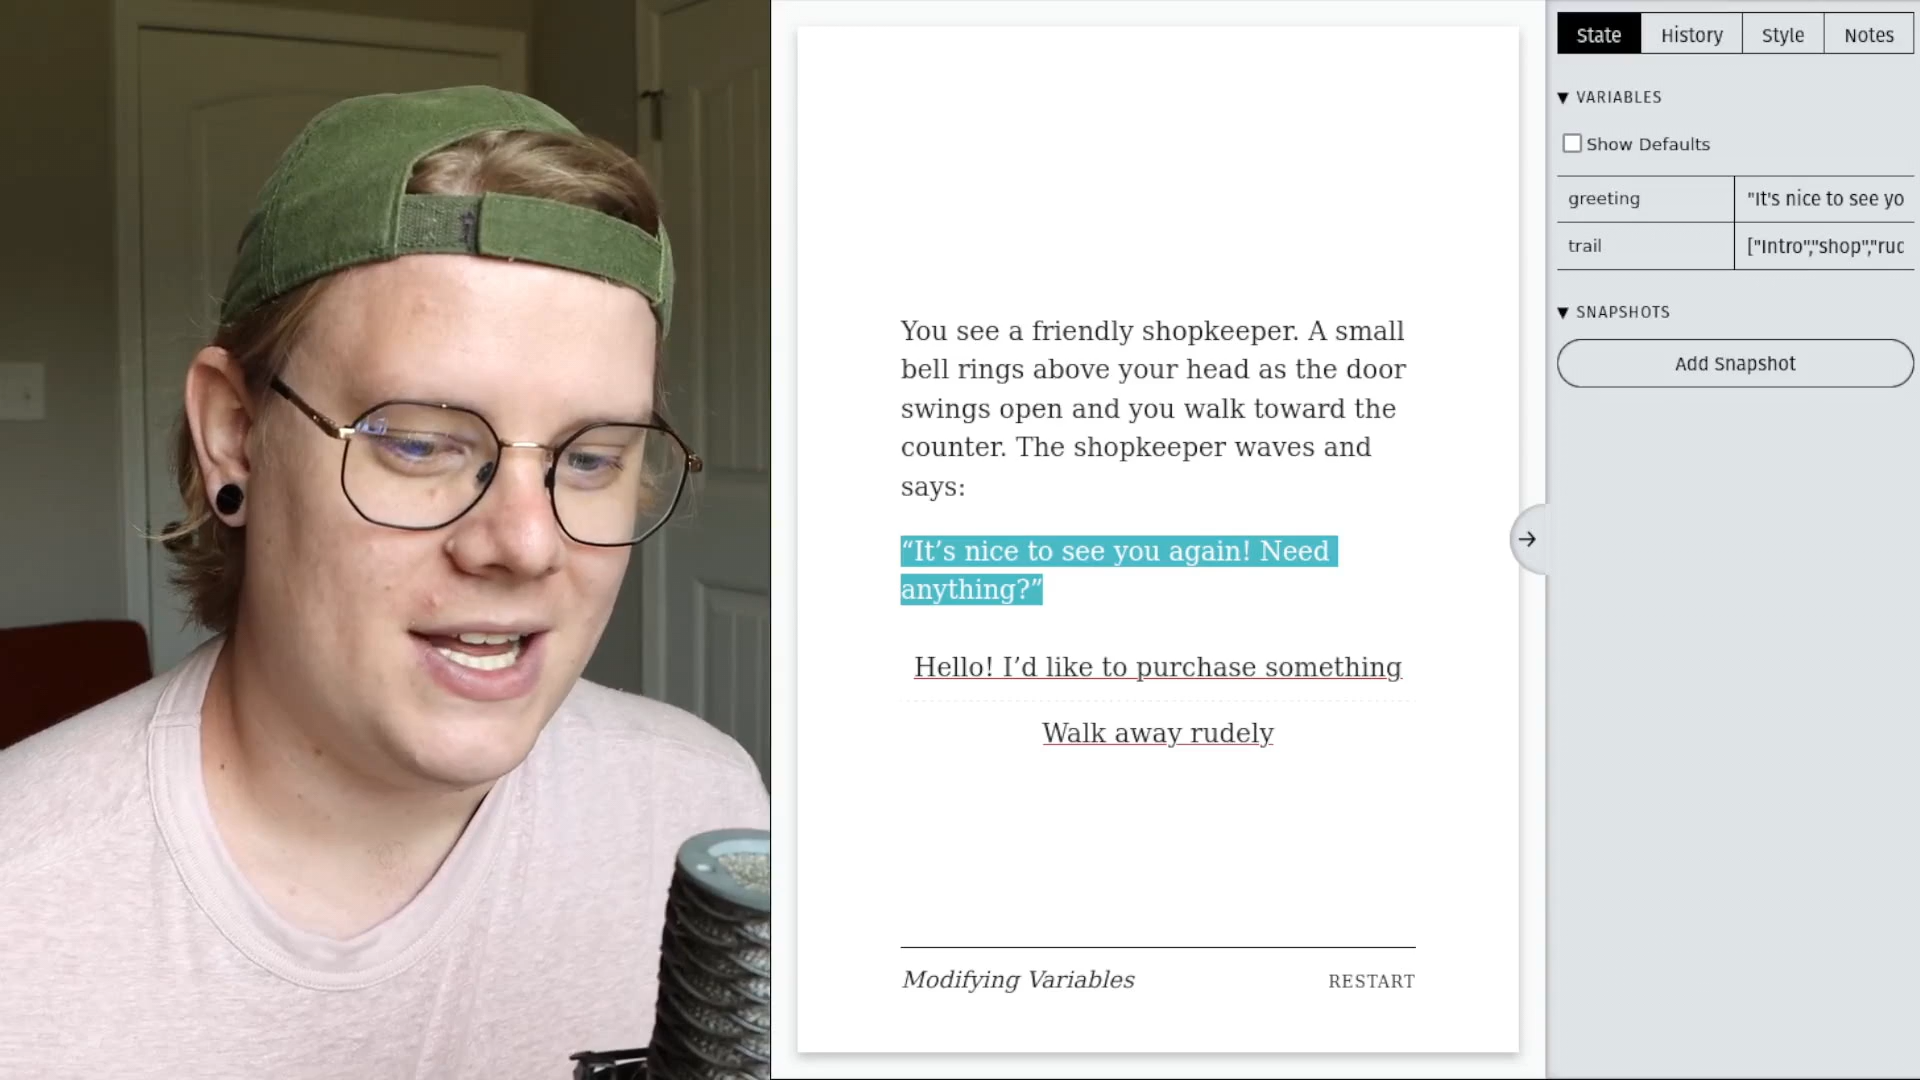 You see a friendly shopkeeper. A small
bell rings above your head as the door
swings open and you walk toward the
counter. The shopkeeper waves and
says:
“It’s nice to see you again! Need
anything?”
Hello! I’d like to purchase something
Walk away rudely
Modifying Variables
RESTART
State
History
Style
Notes
▼ VARIABLES
Show Defaults
greeting
"It's nice to see yo
trail
["Intro","shop","ruc
▼ SNAPSHOTS
Add Snapshot